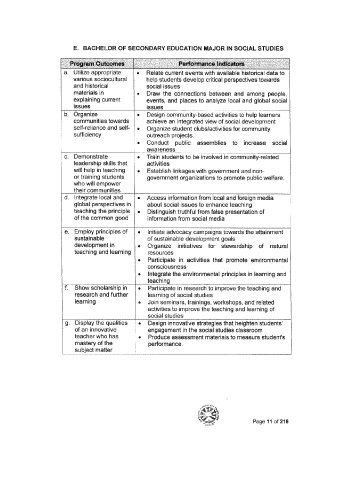 E. BACHELOR OF SECONDARY EDUCATION MAJOR IN SOCIAL STUDIES
Program Outcomes
Performance Indicators
a. Utilize appropriate
various sociocultural
and historical
materials in
explaining current
issues
• Relate current events with available historical data to
help students develop critical perspectives towards
social issues
• Draw the connections between and among people,
events, and places to analyze local and global social
issues
b. Organize
communities towards
self-reliance and self-
sufficiency
• Design community-based activities to help learners
achieve an integrated view of social development
• Organize student clubs/activities for community
outreach projects.
• Conduct public assemblies to increase social
awareness
c. Demonstrate
leadership skills that
will help in teaching
or training students
who will empower
their communities
• Train students to be involved in community-related
activities
• Establish linkages with government and non-
government organizations to promote public welfare.
d. Integrate local and
global perspectives in
teaching the principle
of the common good
• Access information from local and foreign media
about social issues to enhance teaching
• Distinguish truthful from false presentation of
information from social media
e. Employ principles of
sustainable
development in
teaching and learning
• Initiate advocacy campaigns towards the attainment
of sustainable development goals
• Organize initiatives for stewardship of natural
resources
• Participate in activities that promote environmental
consciousness
• Integrate the environmental principles in learning and
teaching
f. Show scholarship in
research and further
learning
• Participate in research to improve the teaching and
learning of social studies
• Join seminars, trainings, workshops, and related
activities to improve the teaching and learning of
social studies
g. Display the qualities
of an innovative
teacher who has
mastery of the
subject matter
• Design innovative strategies that heighten students'
engagement in the social studies classroom
• Produce assessment materials to measure student's
performance.
Page 11 of 216